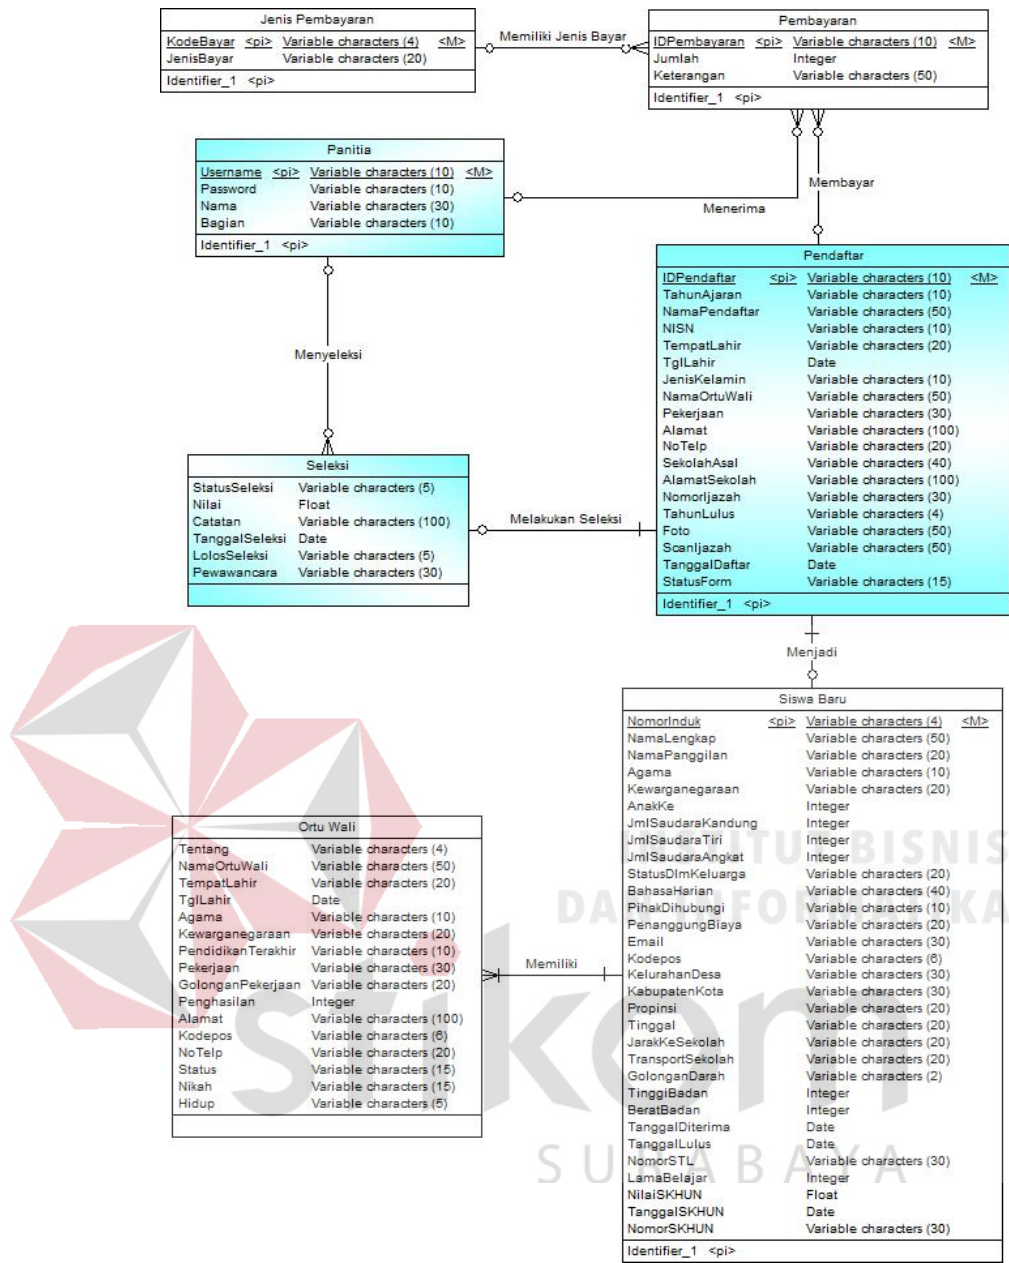 Jenis Pembayaran
KodeBayar <pi> Variable characters (4) <M>
JenisBayar Variable characters (20)
Identifier_1 <pi>
Memiliki Jenis Bayar
Pembayaran
IDPembayaran <pi> Variable characters (10) <M>
Jumlah Integer
Keterangan Variable characters (50)
Identifier_1 <pi>
Panitia
Username <pi> Variable characters (10) <M>
Password Variable characters (10)
Nama Variable characters (30)
Bagian Variable characters (10)
Identifier_1 <pi>
Menerima
Membayar
Pendaftar
IDPendaftar <pi> Variable characters (10) <M>
TahunAjaran Variable characters (10)
NamaPendaftar Variable characters (50)
NISN Variable characters (10)
TempatLahir Variable characters (20)
TglLahir Date
JenisKelamin Variable characters (10)
NamaOrtuWali Variable characters (50)
Pekerjaan Variable characters (30)
Alamat Variable characters (100)
NoTelp Variable characters (20)
SekolahAsal Variable characters (40)
AlamatSekolah Variable characters (100)
NomorIjazah Variable characters (30)
TahunLulus Variable characters (4)
Foto Variable characters (50)
ScanIjazah Variable characters (50)
TanggalDaftar Date
StatusForm Variable characters (15)
Identifier_1 <pi>
Menyeleksi
Seleksi
StatusSeleksi Variable characters (5)
Nilai Float
Catatan Variable characters (100)
TanggalSeleksi Date
LolosSeleksi Variable characters (5)
Pewawancara Variable characters (30)
Melakukan Seleksi
Menjadi
Siswa Baru
NomorInduk <pi> Variable characters (4) <M>
NamaLengkap Variable characters (50)
NamaPanggilan Variable characters (20)
Agama Variable characters (10)
Kewarganegaraan Variable characters (20)
AnakKe Integer
JmlSaudaraKandung Integer
JmlSaudaraTiri Integer
JmlSaudaraAngkat Integer
StatusDlmKeluarga Variable characters (20)
BahasaHarian Variable characters (40)
PihakDihubungi Variable characters (10)
PenanggungBiaya Variable characters (20)
Email Variable characters (30)
Kodepos Variable characters (6)
KelurahanDesa Variable characters (30)
KabupatenKota Variable characters (30)
Propinsi Variable characters (20)
Tinggal Variable characters (20)
JarakKeSekolah Variable characters (20)
TransportSekolah Variable characters (20)
GolonganDarah Variable characters (2)
TinggiBadan Integer
BeratBadan Integer
TanggalDiterima Date
TanggalLulus Date
NomorSTL Variable characters (30)
LamaBelajar Integer
NilaiSKHUN Float
TanggalSKHUN Date
NomorSKHUN Variable characters (30)
Identifier_1 <pi>
Memiliki
Ortu Wali
Tentang Variable characters (4)
NamaOrtuWali Variable characters (50)
TempatLahir Variable characters (20)
TglLahir Date
Agama Variable characters (10)
Kewarganegaraan Variable characters (20)
PendidikanTerakhir Variable characters (10)
Pekerjaan Variable characters (30)
GolonganPekerjaan Variable characters (20)
Penghasilan Integer
Alamat Variable characters (100)
Kodepos Variable characters (6)
NoTelp Variable characters (20)
Status Variable characters (15)
Nikah Variable characters (15)
Hidup Variable characters (5)
INSTITUT BISNIS
DAN INFORMATIKA
stikom
SURABAYA